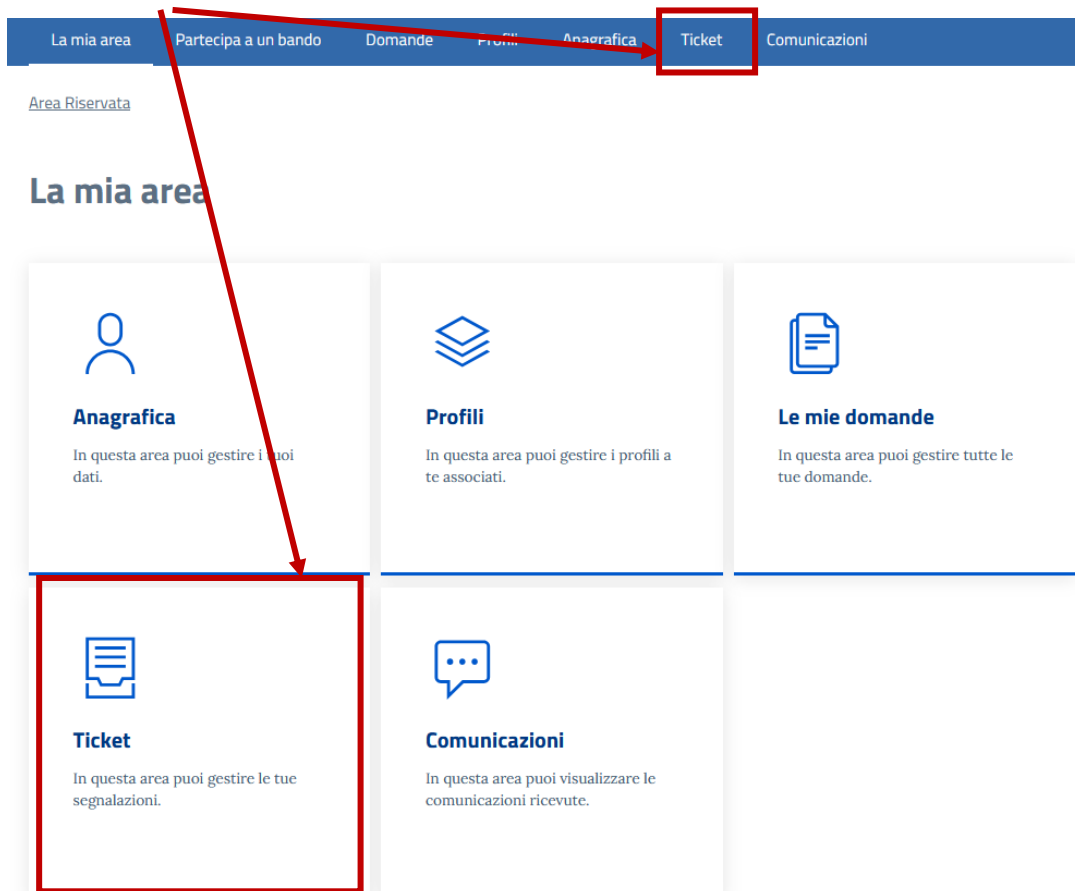 La mia area Partecipa a un bando Domande Profili Anagrafica Ticket Comunicazioni
Area Riservata
La mia area
Anagrafica
In questa area puoi gestire i tuoi
dati.
Profili
In questa area puoi gestire i profili a
te associati.
Le mie domande
In questa area puoi gestire tutte le
tue domande.
Ticket
In questa area puoi gestire le tue
segnalazioni.
Comunicazioni
In questa area puoi visualizzare le
comunicazioni ricevute.